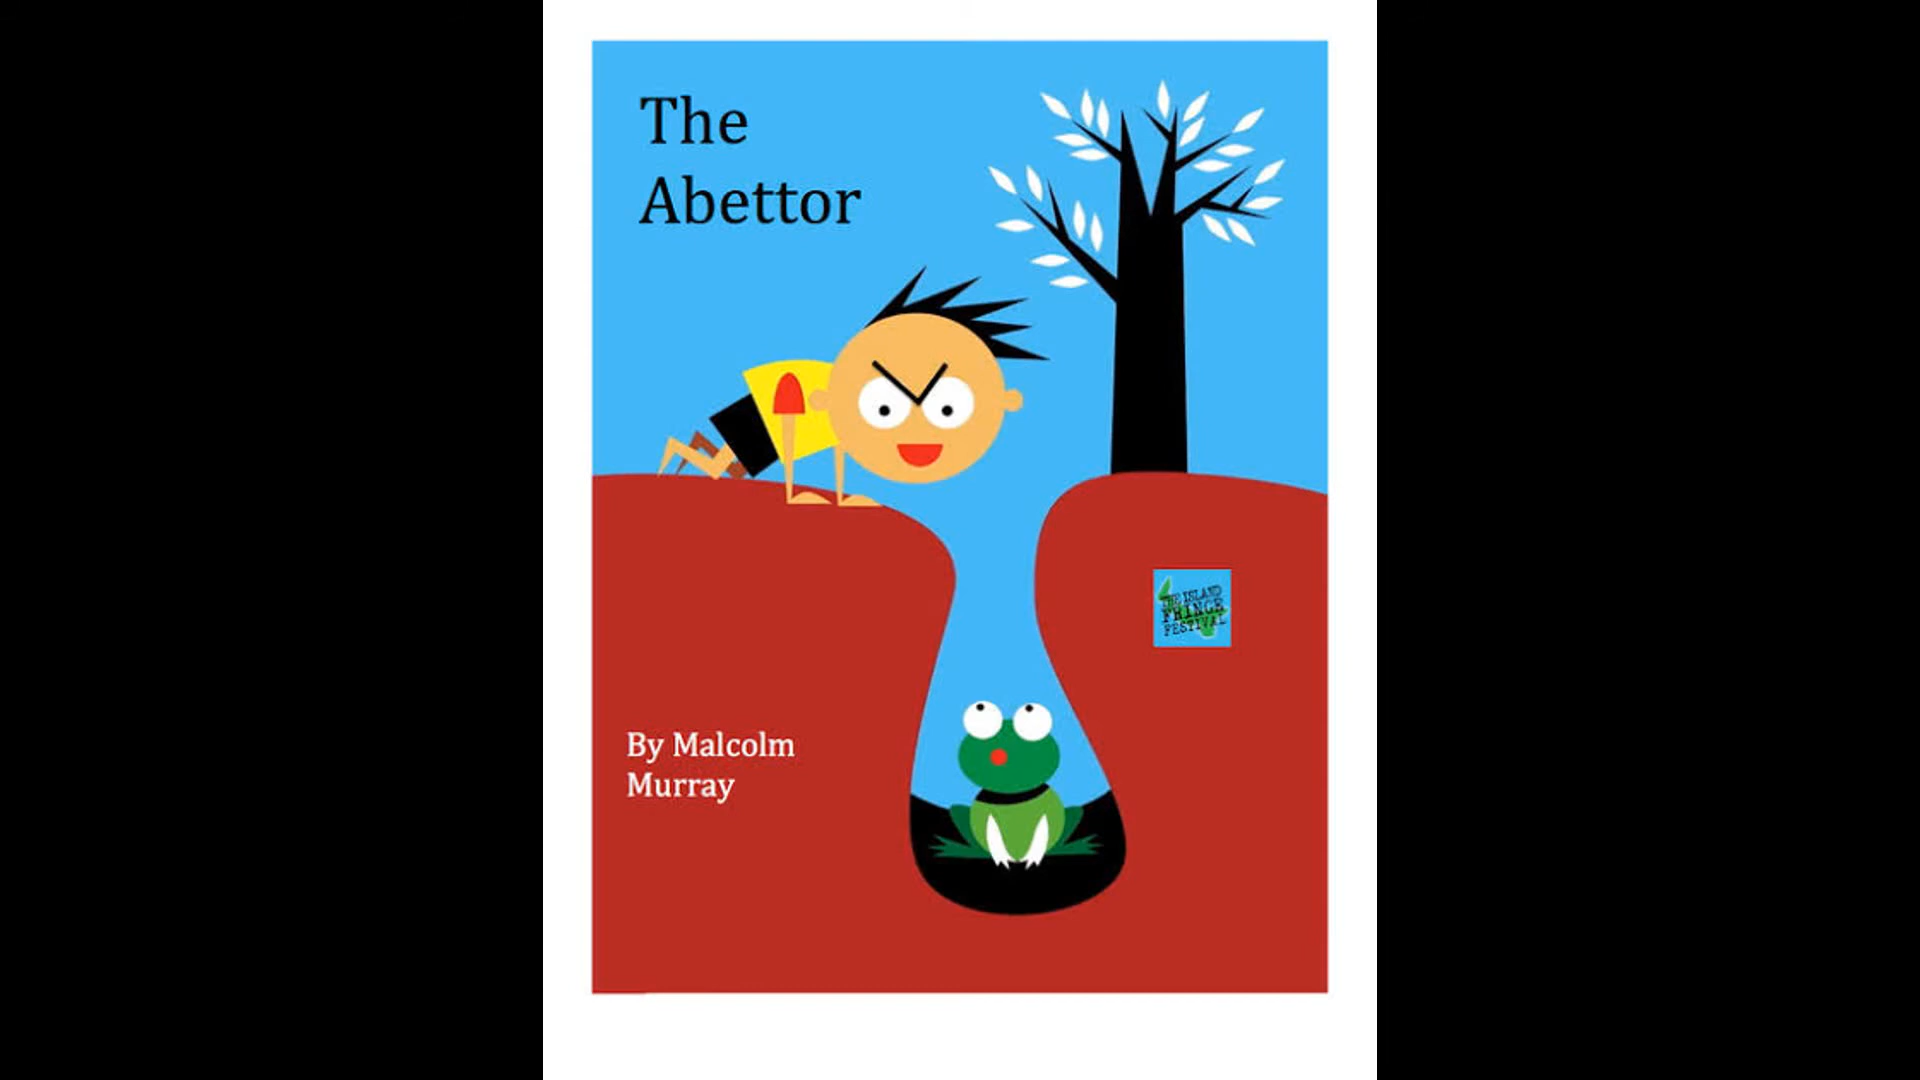 The
Abettor
THE ISLAND
FRINGE
FESTIVAL
By Malcolm
Murray